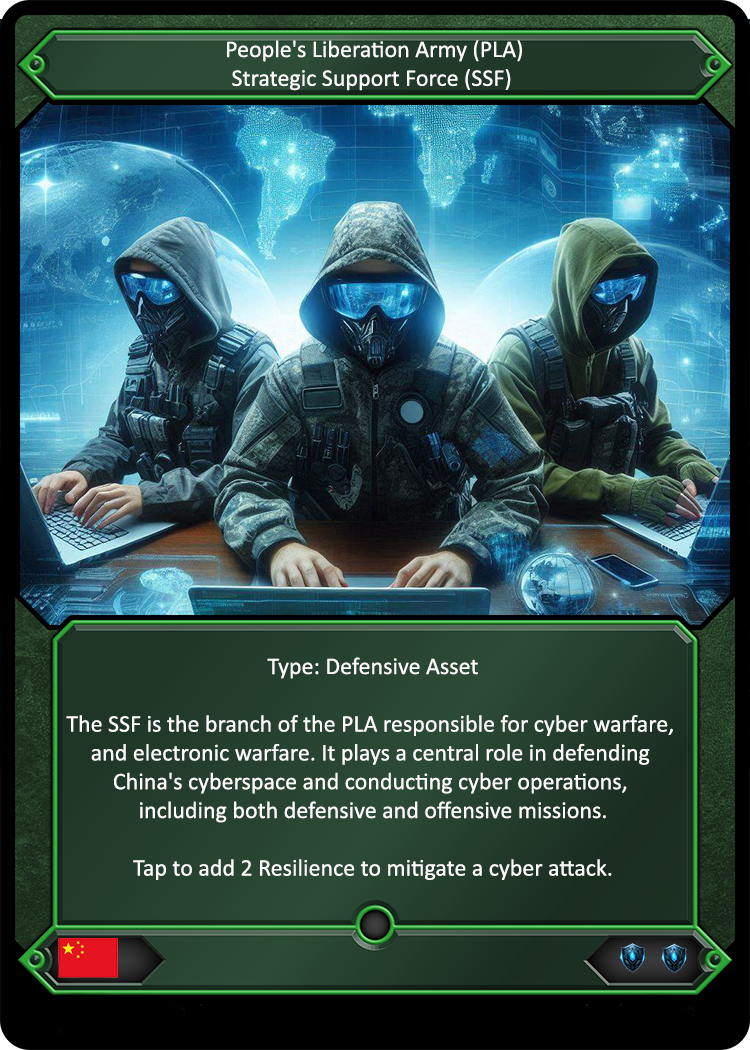 People's Liberation Army (PLA)
Strategic Support Force (SSF)
Type: Defensive Asset
The SSF is the branch of the PLA responsible for cyber warfare,
and electronic warfare. It plays a central role in defending
China's cyberspace and conducting cyber operations,
including both defensive and offensive missions.
Tap to add 2 Resilience to mitigate a cyber attack.